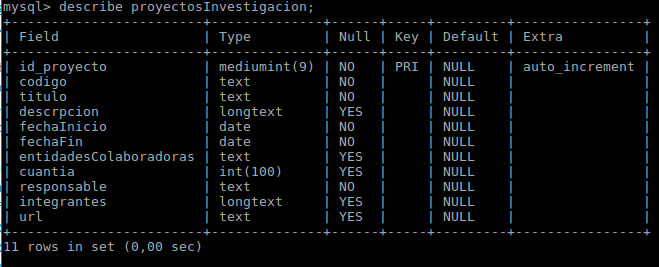 mysql> describe proyectosInvestigacion;
+-----------------------+--------------+------+-----+---------+----------------+
| Field                 | Type         | Null | Key | Default | Extra          |
+-----------------------+--------------+------+-----+---------+----------------+
| id_proyecto           | mediumint(9) | NO   | PRI | NULL    | auto_increment |
| codigo                | text         | NO   |     | NULL    |                |
| titulo                | text         | NO   |     | NULL    |                |
| descrpcion            | longtext     | YES  |     | NULL    |                |
| fechaInicio           | date         | NO   |     | NULL    |                |
| fechaFin              | date         | NO   |     | NULL    |                |
| entidadesColaboradoras | text         | YES  |     | NULL    |                |
| cuantia               | int(100)     | YES  |     | NULL    |                |
| responsable           | text         | NO   |     | NULL    |                |
| integrantes           | longtext     | YES  |     | NULL    |                |
| url                   | text         | YES  |     | NULL    |                |
+-----------------------+--------------+------+-----+---------+----------------+
11 rows in set (0,00 sec)